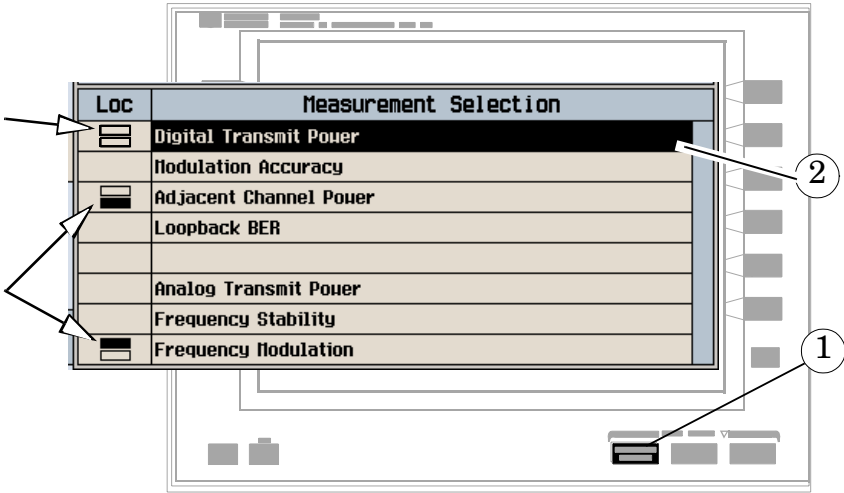 Loc Measurement Selection
Digital Transmit Power
Modulation Accuracy
Adjacent Channel Power
Loopback BER
Analog Transmit Power
Frequency Stability
Frequency Modulation
2
1